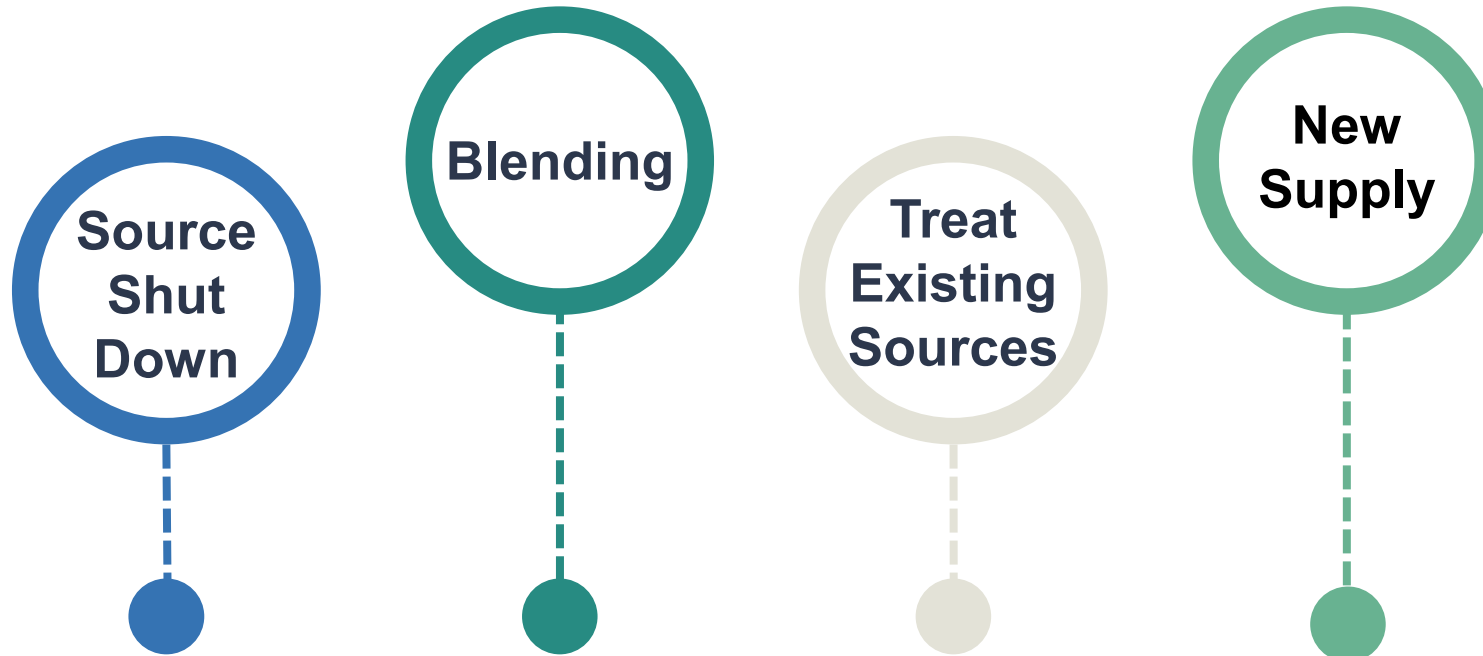 Source
Shut
Down
Blending
Treat
Existing
Sources
New
Supply